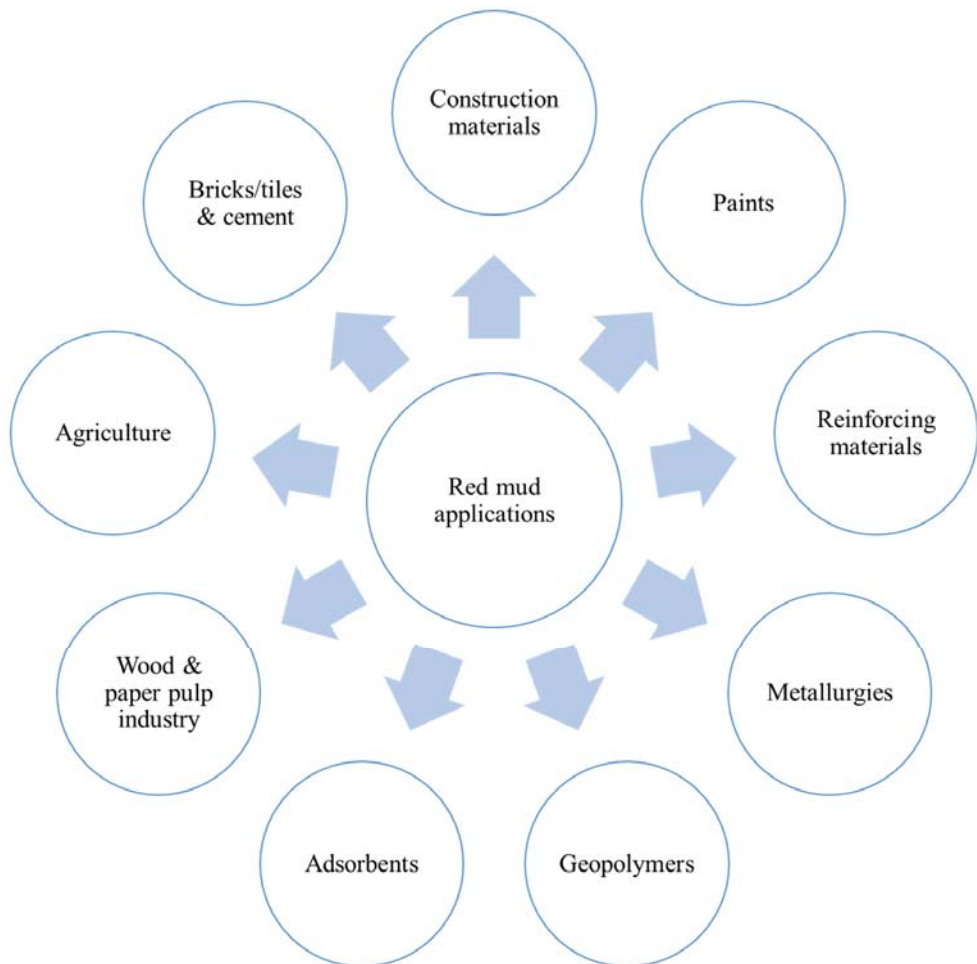 Construction
materials
Bricks/tiles
& cement
Paints
Agriculture
Reinforcing
materials
Red mud
applications
Wood &
paper pulp
industry
Metallurgies
Adsorbents
Geopolymers